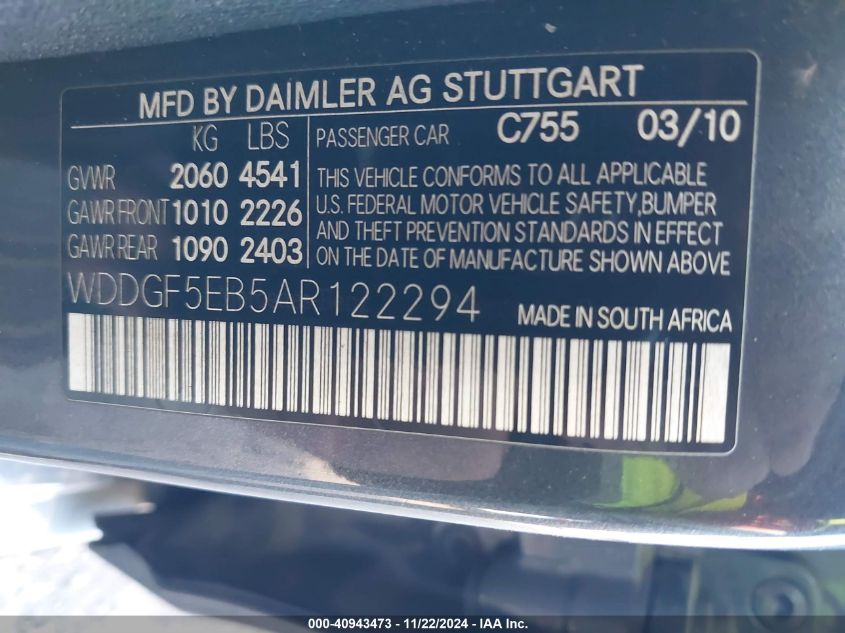 MFD BY DAIMLER AG STUTTGART
KG LBS
GVWR 2060 4541
GAWR FRONT 1010 2226
GAWR REAR 1090 2403
PASSENGER CAR C755 03/10
THIS VEHICLE CONFORMS TO ALL APPLICABLE
U.S. FEDERAL MOTOR VEHICLE SAFETY,BUMPER
AND THEFT PREVENTION STANDARDS IN EFFECT
ON THE DATE OF MANUFACTURE SHOWN ABOVE
WDDGF5EB5AR122294 MADE IN SOUTH AFRICA
000-40943473 - 11/22/2024 - IAAI.com